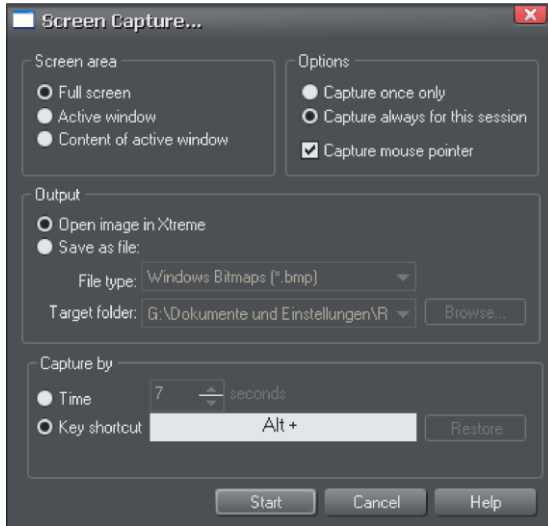 Screen Capture...
Screen area
Full screen
Active window
Content of active window
Options
Capture once only
Capture always for this session
Capture mouse pointer
Output
Open image in Xtreme
Save as file:
File type: Windows Bitmaps (*.bmp)
Target folder: G:\Dokumente und Einstellungen\R Browse...
Capture by
Time 7 seconds
Key shortcut Alt + Restore
Start Cancel Help